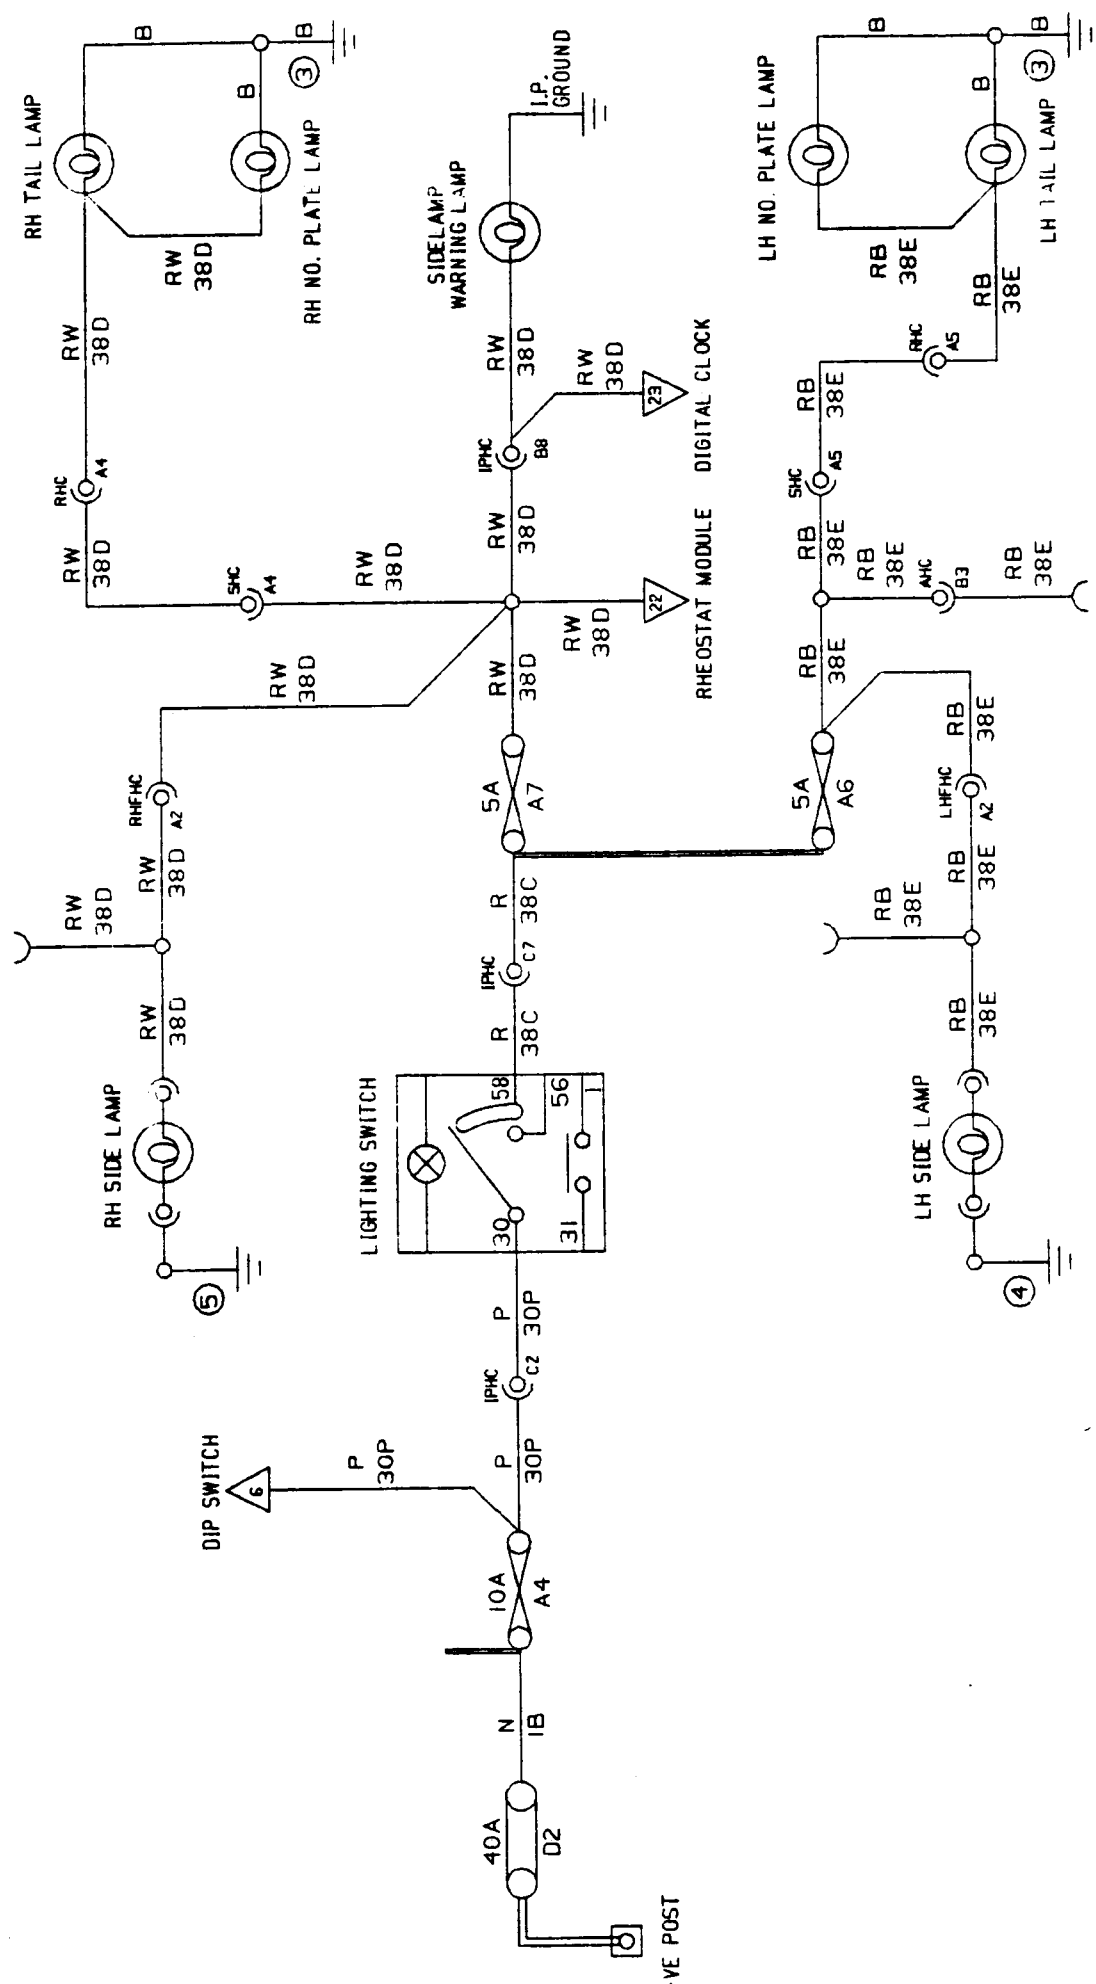 RH TAIL LAMP
B
B
B
3
RH NO. PLATE LAMP
RW
38D
RW
38D
RHC
A4
RW
38D
SHC
A4
RW
38D
RW
38D
RHFHC
A2
RW
38D
RW
38D
RW
38D
RH SIDE LAMP
5
I.P.
GROUND
SIDELAMP
WARNING LAMP
RW
38D
RW
38D
23
DIGITAL CLOCK
IPHC
B8
RW
38D
RW
38D
22
RHEOSTAT MODULE
RW
38D
5A
A7
R
38C
IPHC
C7
R
38C
LIGHTING SWITCH
58
56
1
30
31
P
30P
IPHC
C2
P
30P
DIP SWITCH
6
P
30P
10A
A4
N
1B
40A
D2
VE POST
LH NO. PLATE LAMP
B
B
B
3
LH TAIL LAMP
RB
38E
RB
38E
RHC
A5
RB
38E
SHC
A5
RB
38E
RB
38E
AHC
B3
RB
38E
RB
38E
5A
A6
RB
38E
LHFHC
A2
RB
38E
RB
38E
RB
38E
LH SIDE LAMP
4